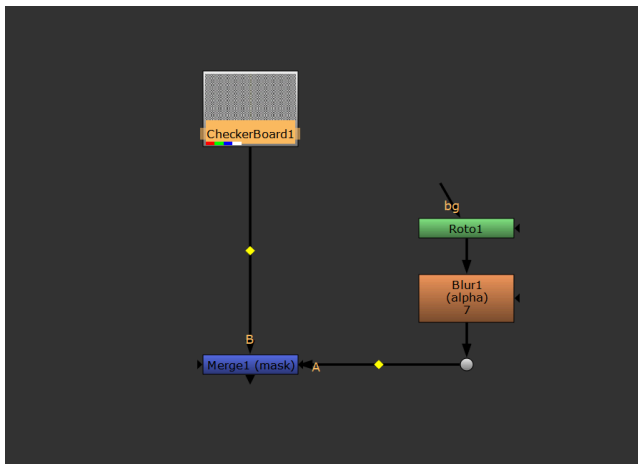 CheckerBoard1
bg
Roto1
Blur1
(alpha)
7
B
Merge1 (mask)
A